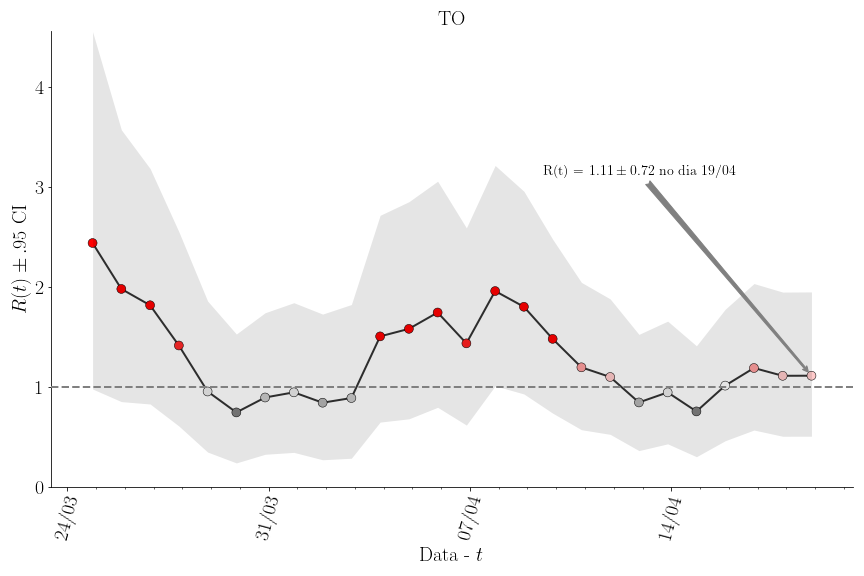 TO
R(t) ± .95 CI
4
3
2
1
0
R(t) = 1.11 ± 0.72 no dia 19/04
24/03
31/03
07/04
14/04
Data - t